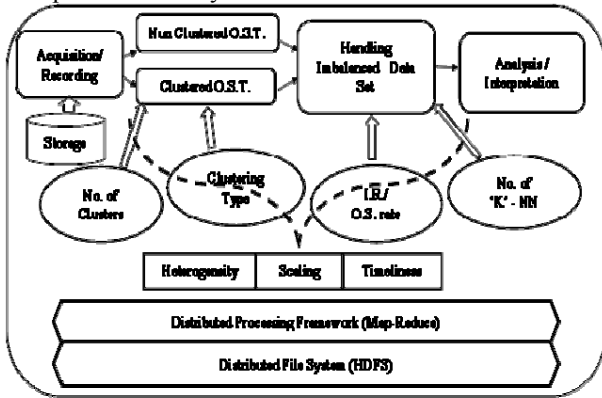 Non Clustered O.S.T.
Acquisition/
Recording
Clustered O.S.T.
Handling
Imbalanced Data
Set
Analysis /
Interpretation
Storage
No. of
Clusters
Clustering
Type
I.R./
O.S. rate
No. of
"K" - NN
Heterogenity
Scaling
Timeliness
Distributed Processing Framework (Map-Reduce)
Distributed File System (HDFS)